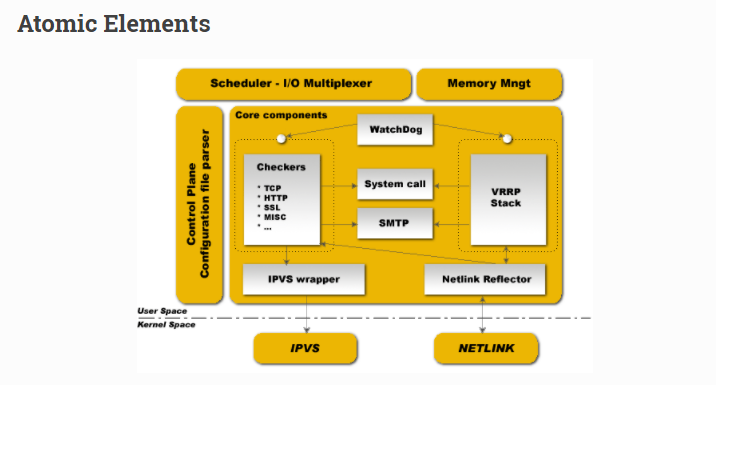 Atomic Elements
Scheduler - I/O Multiplexer
Memory Mngt
Control Plane
Configuration file parser
Core components
WatchDog
Checkers
* TCP
* HTTP
* SSL
* MISC
* ...
System call
SMTP
VRRP
Stack
IPVS wrapper
Netlink Reflector
User Space
Kernel Space
IPVS
NETLINK